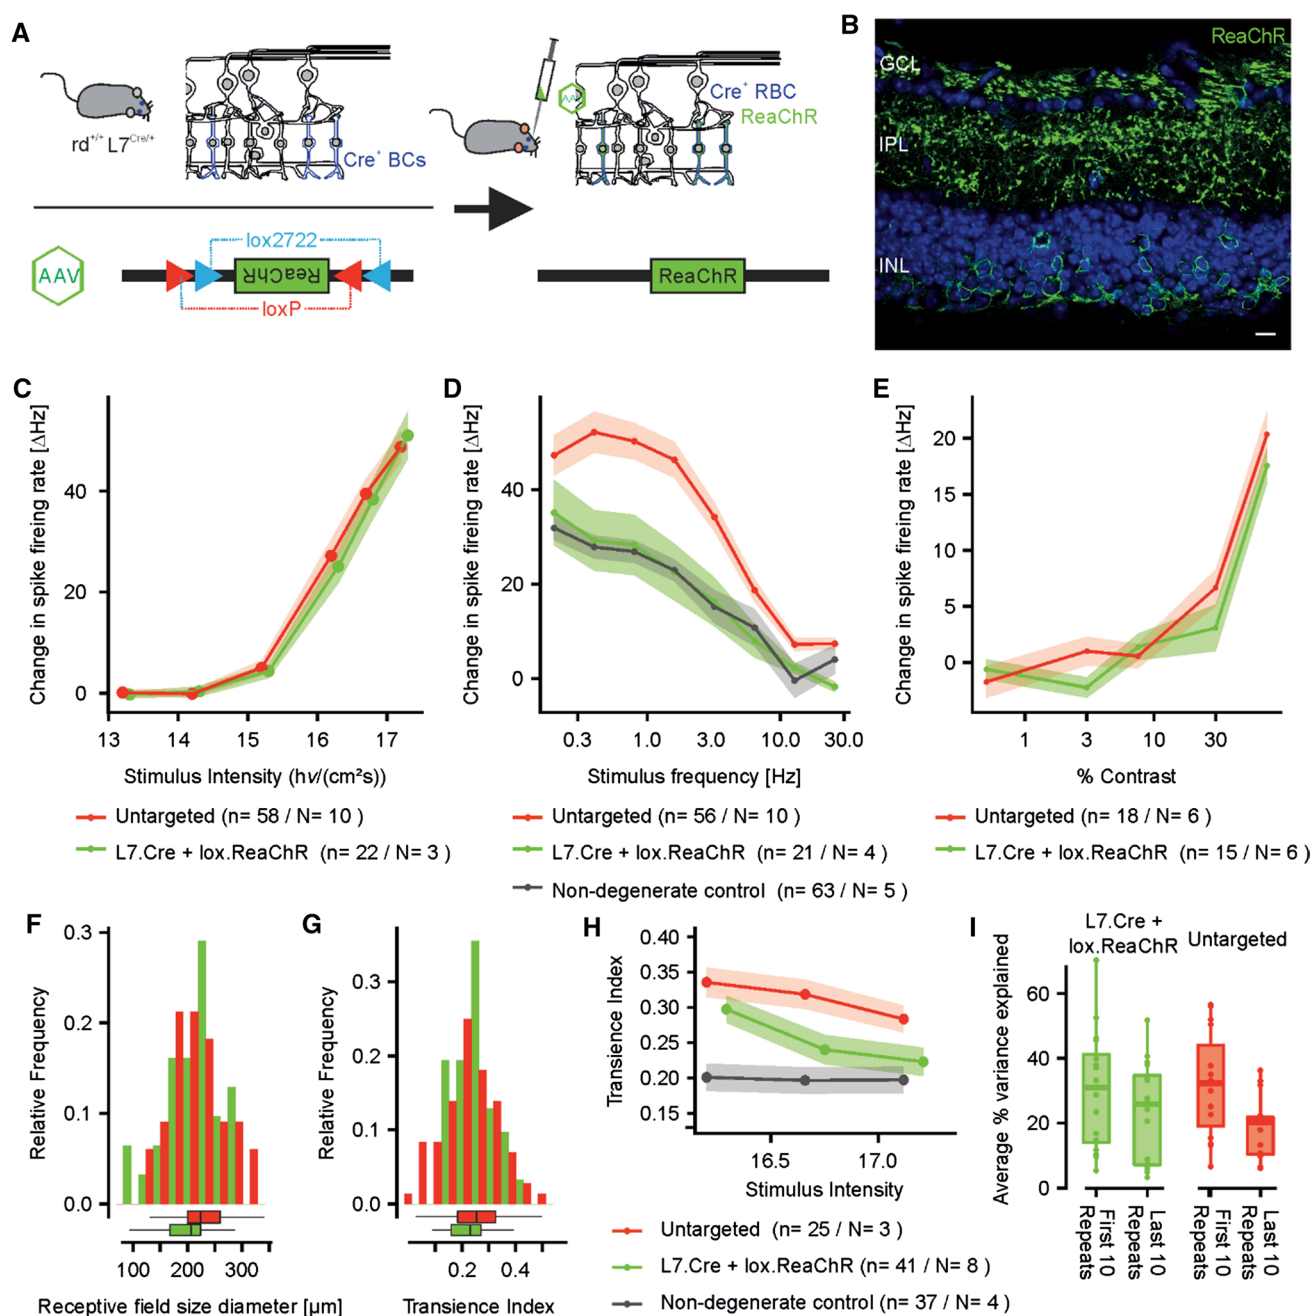 A
rd+/+ L7Cre/+
Cre+ BCs
AAV
Cre+ RBC
ReaChR
AAV
lox2722
ReaChR
loxP
ReaChR
B
ReaChR
GCL
IPL
INL
C
Change in spike fireing rate [ΔHz]
40
20
0
13 14 15 16 17
Stimulus Intensity (hv/(cm²s))
Untargeted (n= 58 / N= 10 )
L7.Cre + lox.ReaChR (n= 22 / N= 3 )
D
Change in spike fireing rate [ΔHz]
40
20
0
0.3 1.0 3.0 10.0 30.0
Stimulus frequency [Hz]
Untargeted (n= 56 / N= 10 )
L7.Cre + lox.ReaChR (n= 21 / N= 4 )
Non-degenerate control (n= 63 / N= 5 )
E
Change in spike fireing rate [ΔHz]
20
15
10
5
0
1 3 10 30
% Contrast
Untargeted (n= 18 / N= 6 )
L7.Cre + lox.ReaChR (n= 15 / N= 6 )
F
Relative Frequency
0.3
0.2
0.1
0.0
100 200 300
Receptive field size diameter [µm]
G
Relative Frequency
0.3
0.2
0.1
0.0
0.2 0.4
Transience Index
H
Transience Index
0.40
0.35
0.30
0.25
0.20
0.15
16.5 17.0
Stimulus Intensity
Untargeted (n= 25 / N= 3 )
L7.Cre + lox.ReaChR (n= 41 / N= 8 )
Non-degenerate control (n= 37 / N= 4 )
I
L7.Cre +
lox.ReaChR
Untargeted
Average % variance explained
60
40
20
0
First 10
Repeats
Last 10
Repeats
First 10
Repeats
Last 10
Repeats